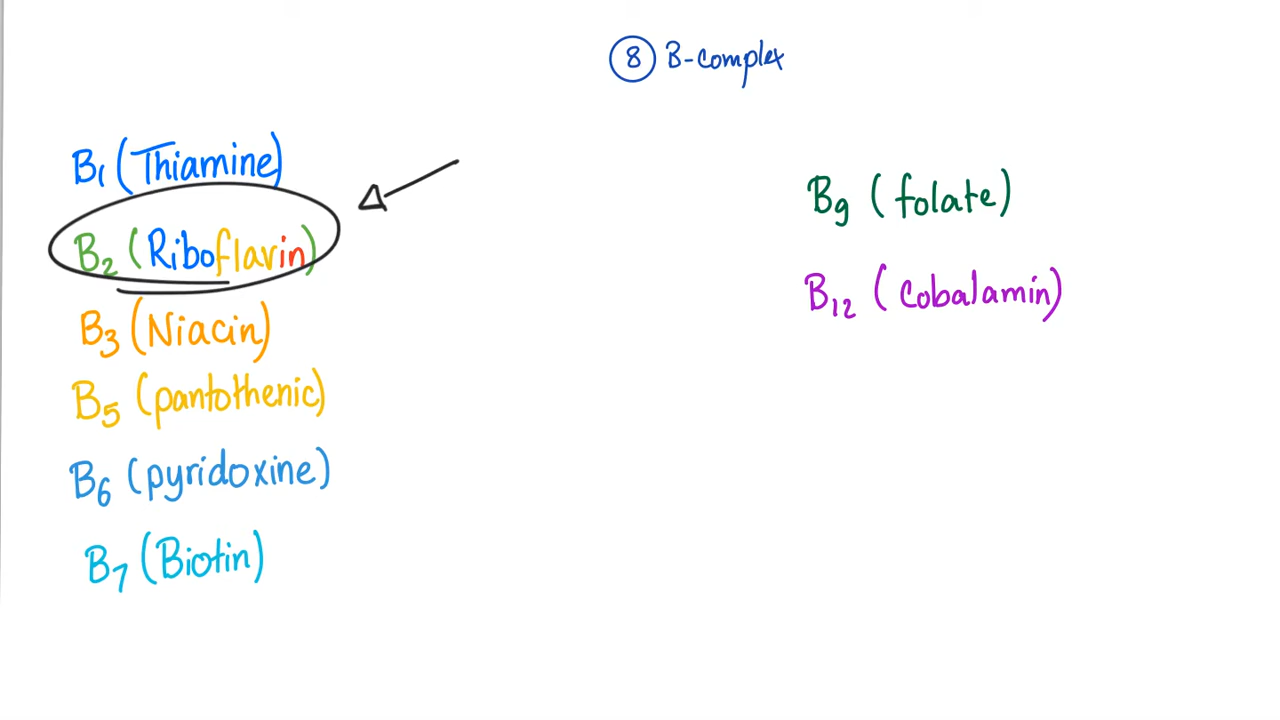 8 B-complex
B1 (Thiamine)
B2 (Riboflavin)
B3 (Niacin)
B5 (pantothenic)
B6 (pyridoxine)
B7 (Biotin)
B9 (folate)
B12 (Cobalamin)